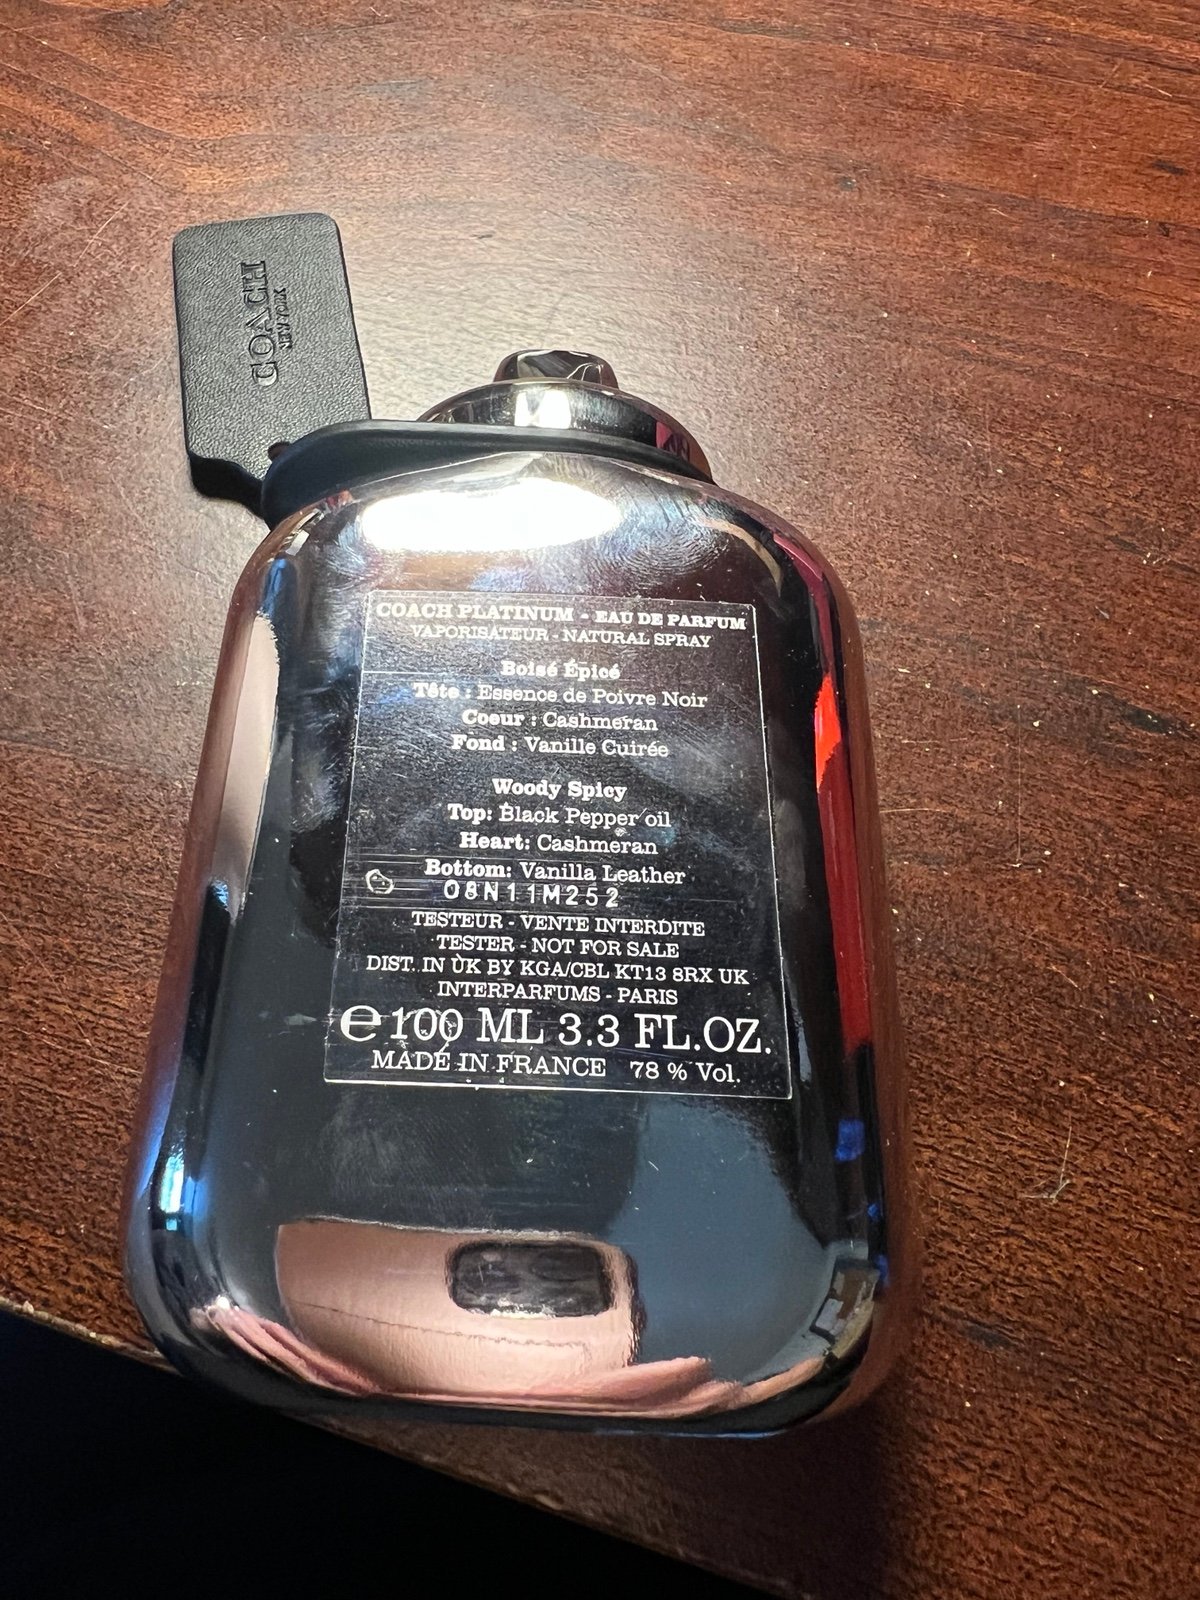 COACH
NEW YORK
COACH PLATINUM - EAU DE PARFUM
VAPORISATEUR - NATURAL SPRAY
Boisé Épicé
Tête : Essence de Poivre Noir
Coeur : Cashmeran
Fond : Vanille Cuirée
Woody Spicy
Top: Black Pepper oil
Heart: Cashmeran
Bottom: Vanilla Leather
08N11M252
TESTEUR - VENTE INTERDITE
TESTER - NOT FOR SALE
DIST. IN UK BY KGA/CBL KT13 8RX UK
INTERPARFUMS - PARIS
℮ 100 ML 3.3 FL.OZ.
MADE IN FRANCE 78 % Vol.